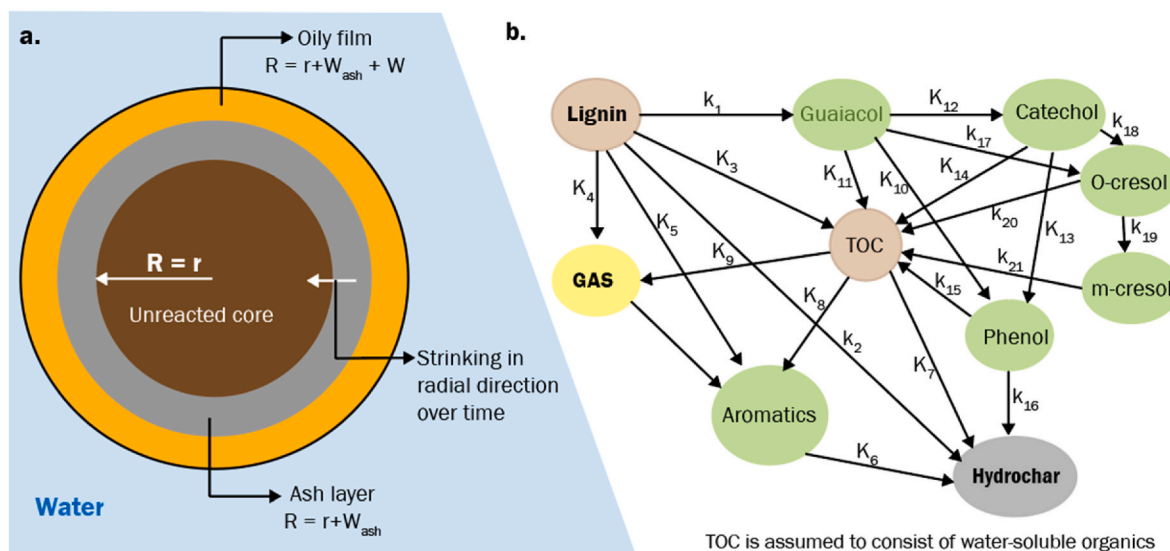 a.
Oily film
R = r+W_ash + W
R = r
Unreacted core
Strinking in
radial direction
over time
Ash layer
R = r+W_ash
Water
b.
Lignin
k₁
Guaiacol
K₁₂
Catechol
k₁₈
k₁₇
K₃
K₁₁
K₁₀
K₁₄
O-cresol
K₄
k₂₀
K₅
TOC
K₁₃
k₁₉
K₉
GAS
k₂₁
m-cresol
K₈
k₁₅
k₂
Phenol
K₇
Aromatics
k₁₆
K₆
Hydrochar
TOC is assumed to consist of water-soluble organics